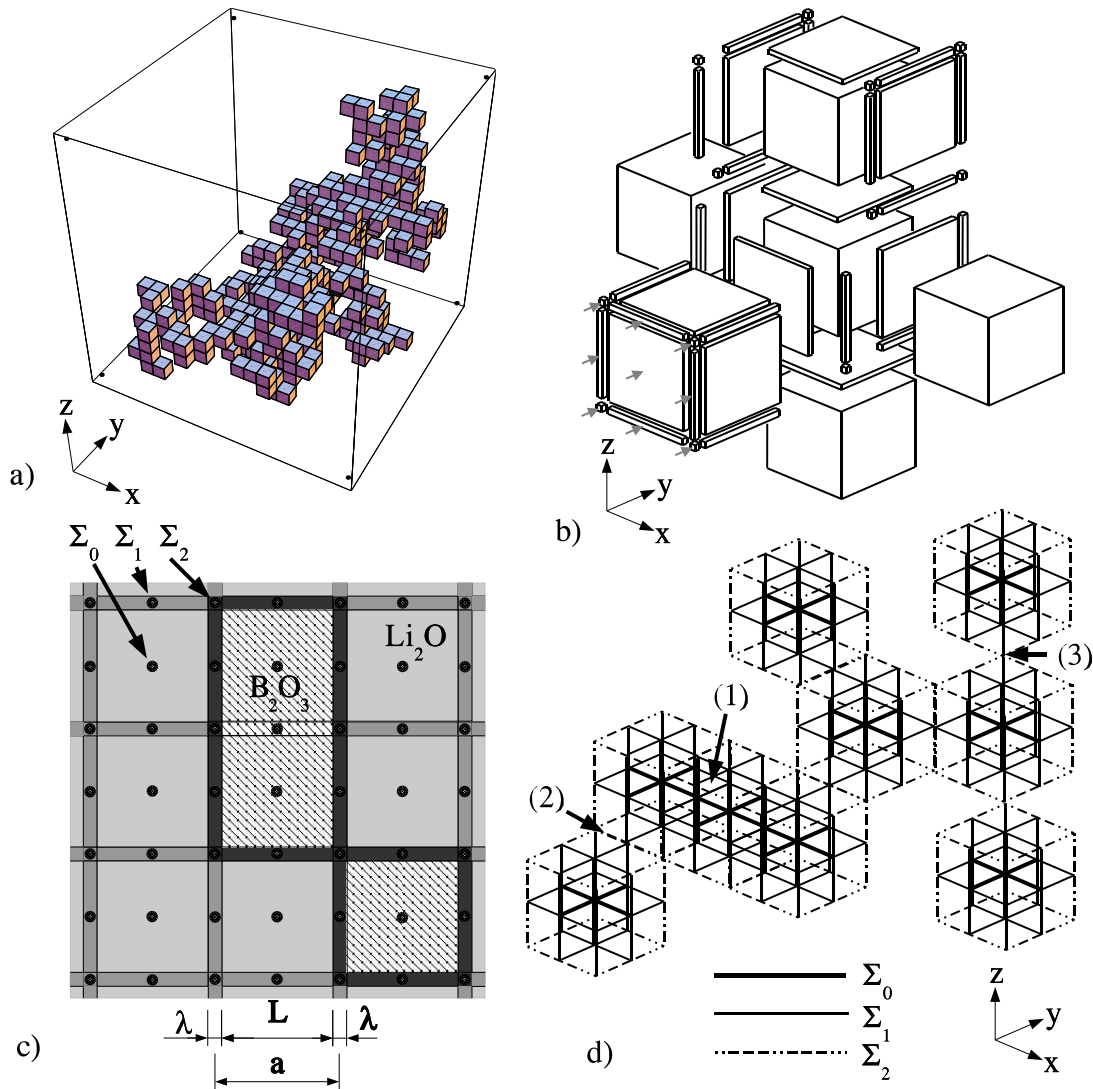 z
y
x
a)
z
y
x
b)
Σ₀ Σ₁ Σ₂
Li₂O
B₂O₃
λ L λ
a
c)
(1)
(2)
(3)
Σ₀
Σ₁
Σ₂
z
y
x
d)